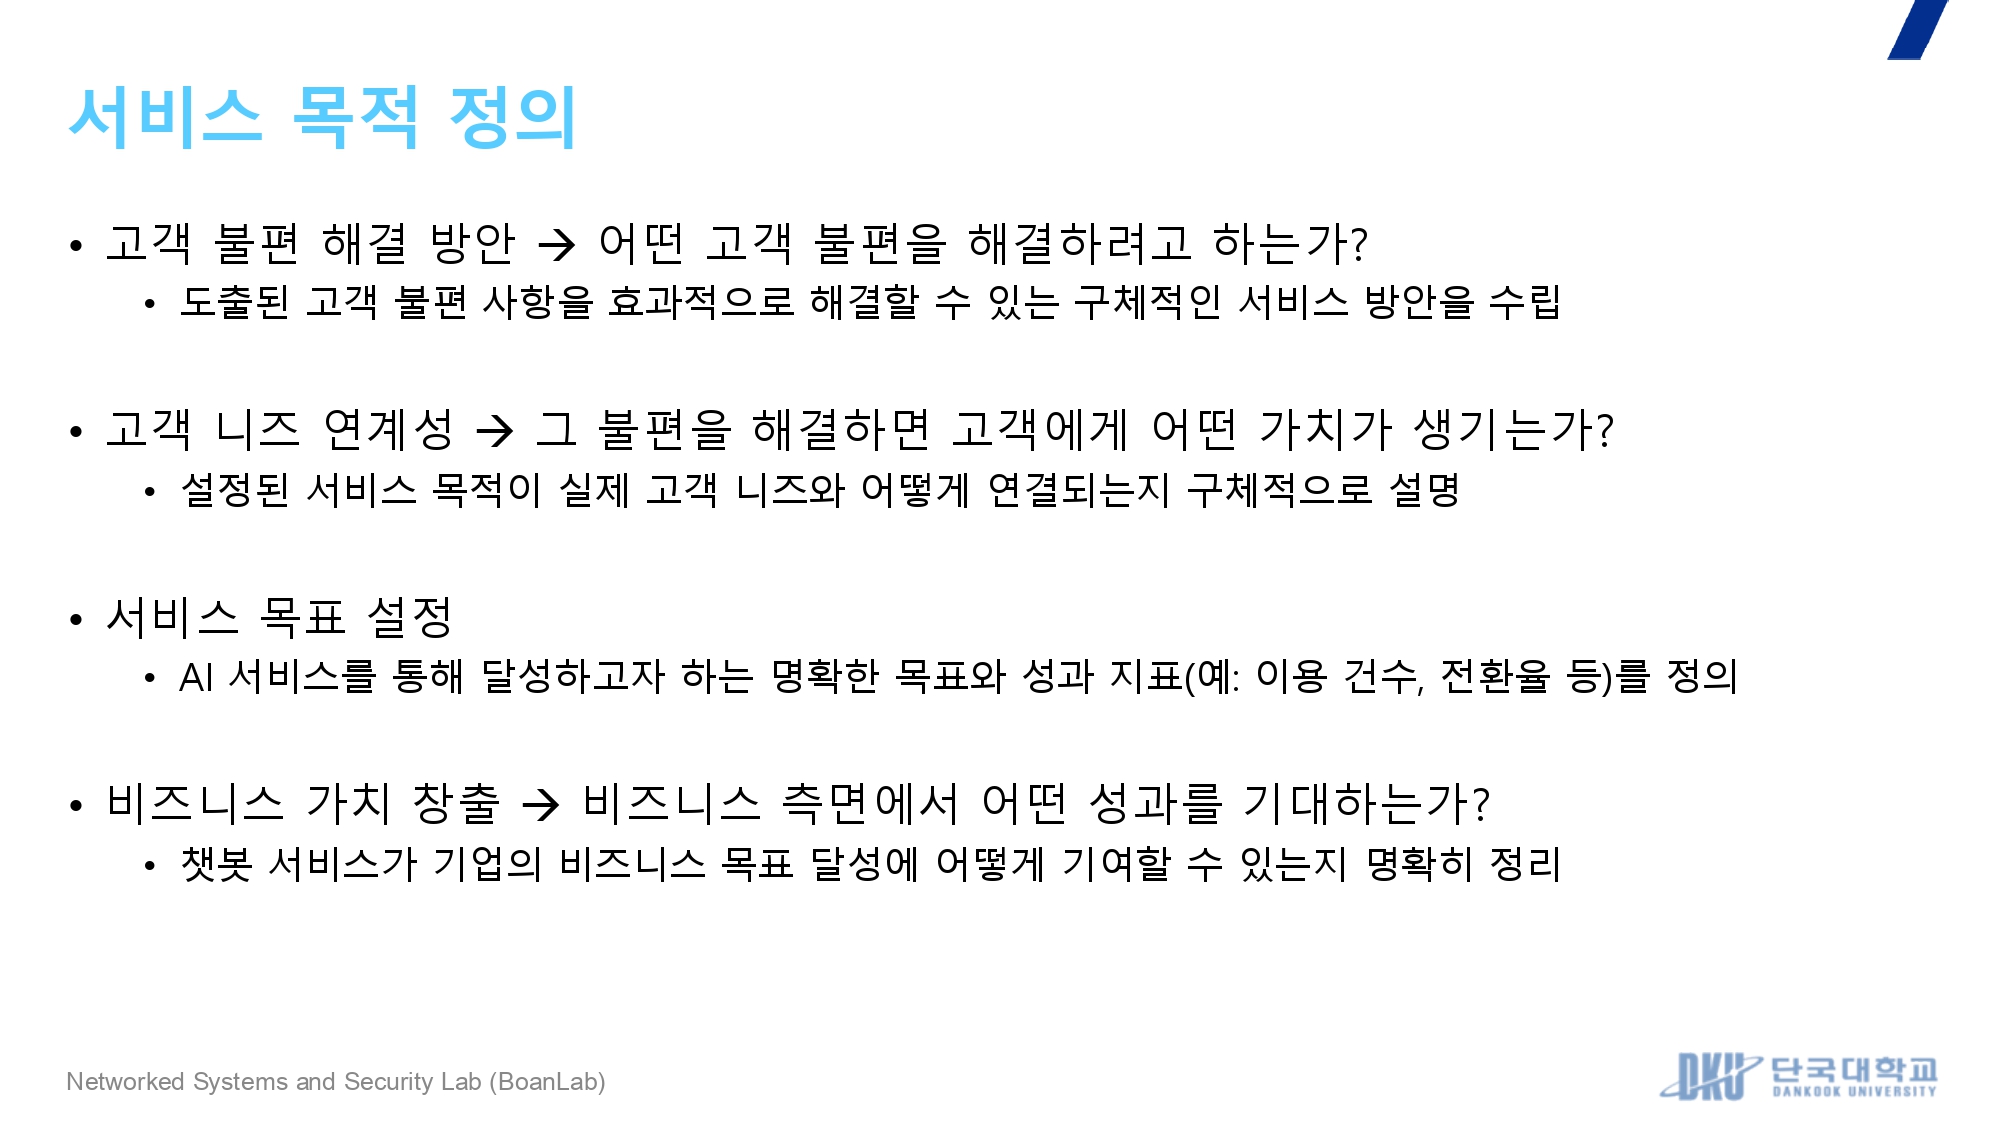 서비스 목적 정의
• 고객 불편 해결 방안 → 어떤 고객 불편을 해결하려고 하는가?
• 도출된 고객 불편 사항을 효과적으로 해결할 수 있는 구체적인 서비스 방안을 수립
• 고객 니즈 연계성 → 그 불편을 해결하면 고객에게 어떤 가치가 생기는가?
• 설정된 서비스 목적이 실제 고객 니즈와 어떻게 연결되는지 구체적으로 설명
• 서비스 목표 설정
• AI 서비스를 통해 달성하고자 하는 명확한 목표와 성과 지표(예: 이용 건수, 전환율 등)를 정의
• 비즈니스 가치 창출 → 비즈니스 측면에서 어떤 성과를 기대하는가?
• 챗봇 서비스가 기업의 비즈니스 목표 달성에 어떻게 기여할 수 있는지 명확히 정리
Networked Systems and Security Lab (BoanLab)
DKU 단국대학교
DANKOOK UNIVERSITY